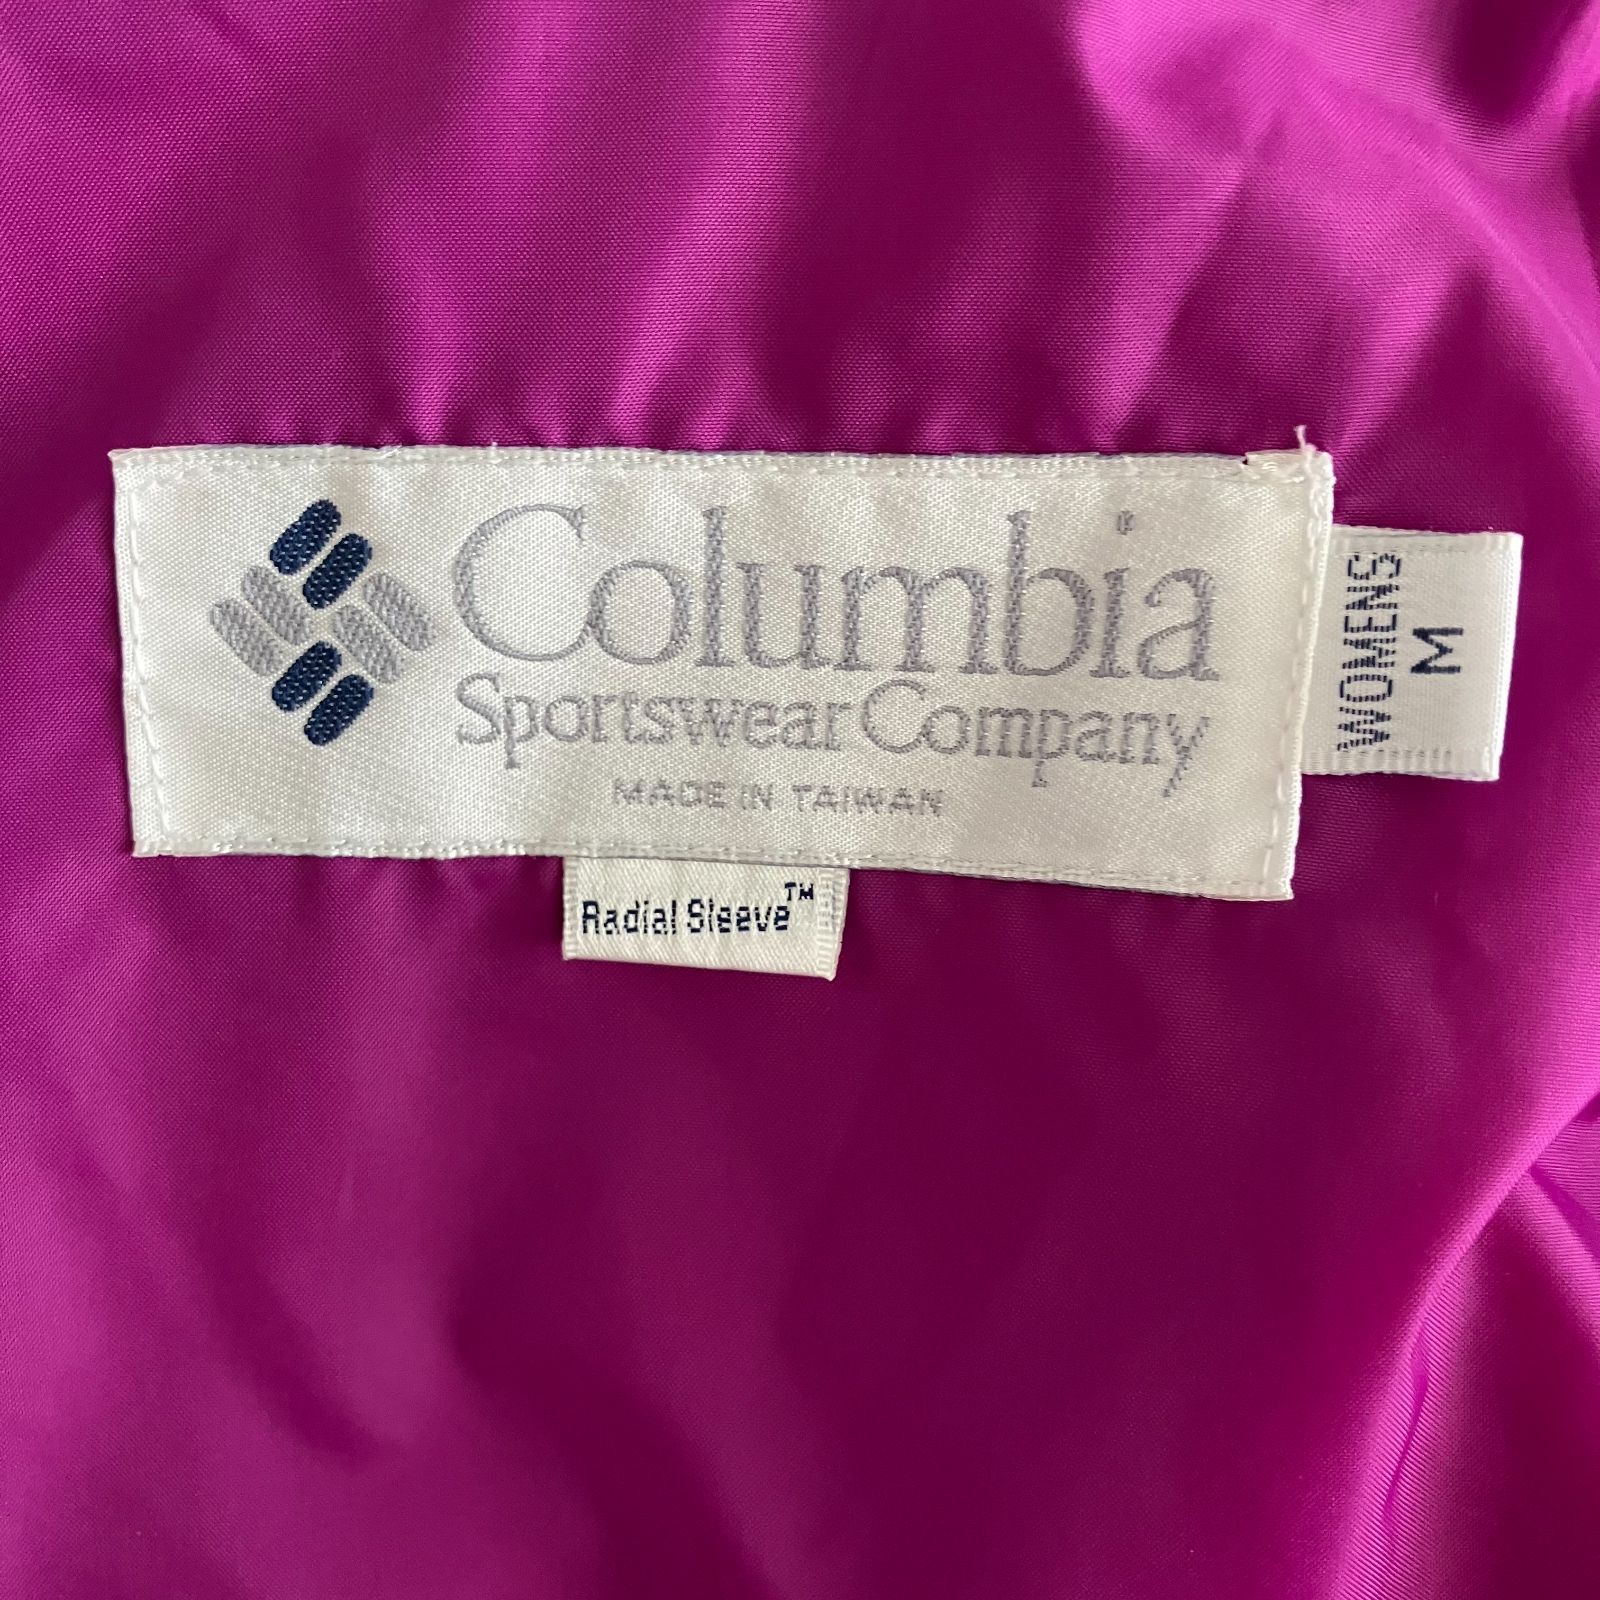 Columbia
Sportswear Company
MADE IN TAIWAN
WOMENS
M
Radial Sleeve™